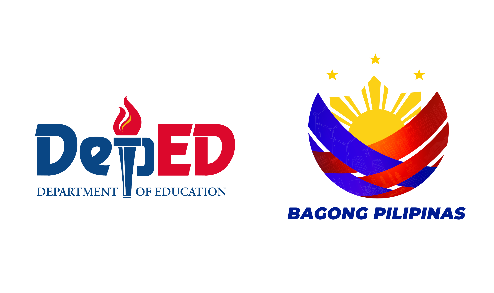 DepED
DEPARTMENT OF EDUCATION
BAGONG PILIPINAS